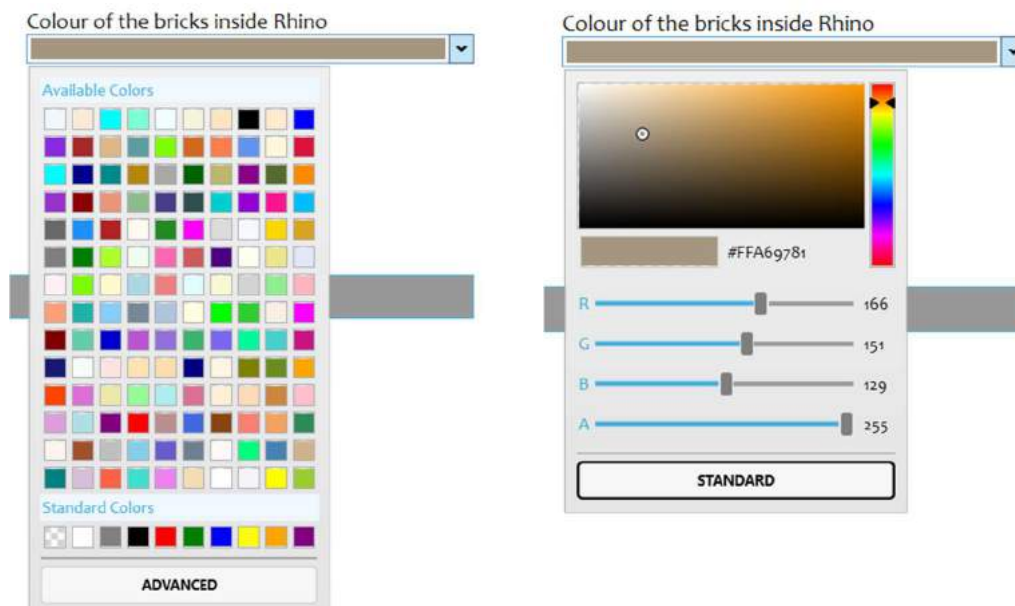 Colour of the bricks inside Rhino
Available Colors
Standard Colors
ADVANCED
Colour of the bricks inside Rhino
#FFA69781
R 166
G 151
B 129
A 255
STANDARD